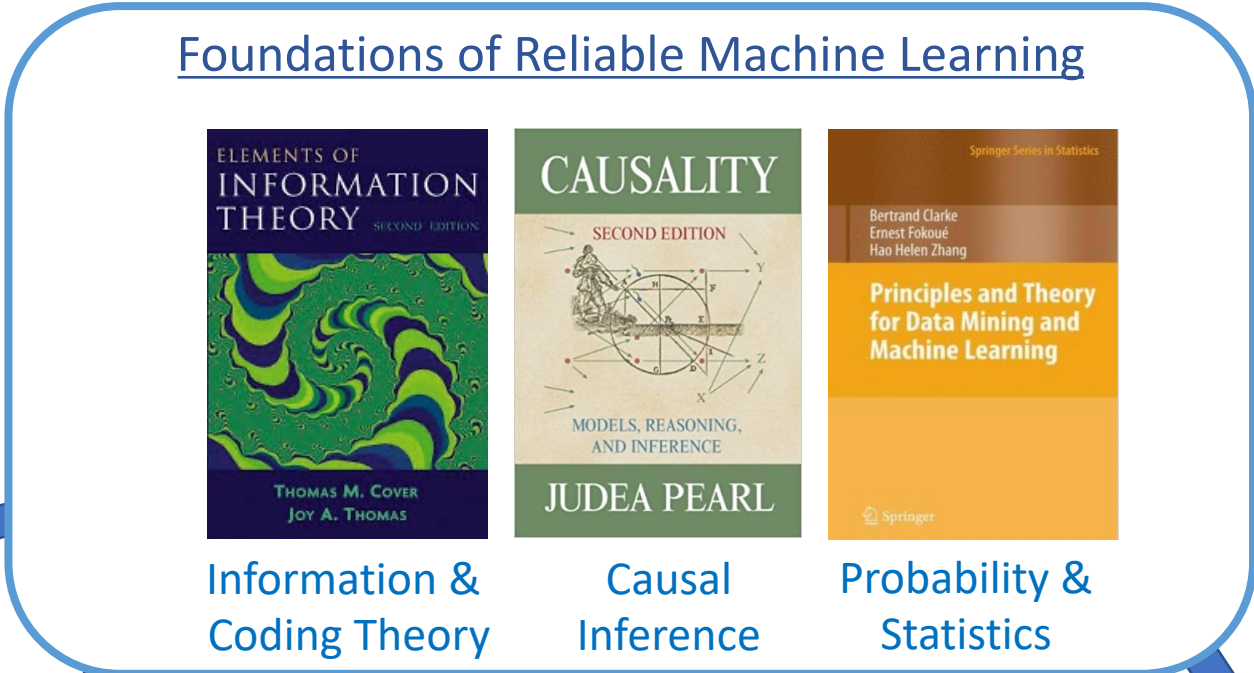 Foundations of Reliable Machine Learning
ELEMENTS OF
INFORMATION
THEORY SECOND EDITION
THOMAS M. COVER
JOY A. THOMAS
Information &
Coding Theory
CAUSALITY
SECOND EDITION
Y
A
H
F
B
E
I
Z
G
D
X
MODELS, REASONING,
AND INFERENCE
JUDEA PEARL
Causal
Inference
Springer Series in Statistics
Bertrand Clarke
Ernest Fokoué
Hao Helen Zhang
Principles and Theory
for Data Mining and
Machine Learning
Springer
Probability &
Statistics